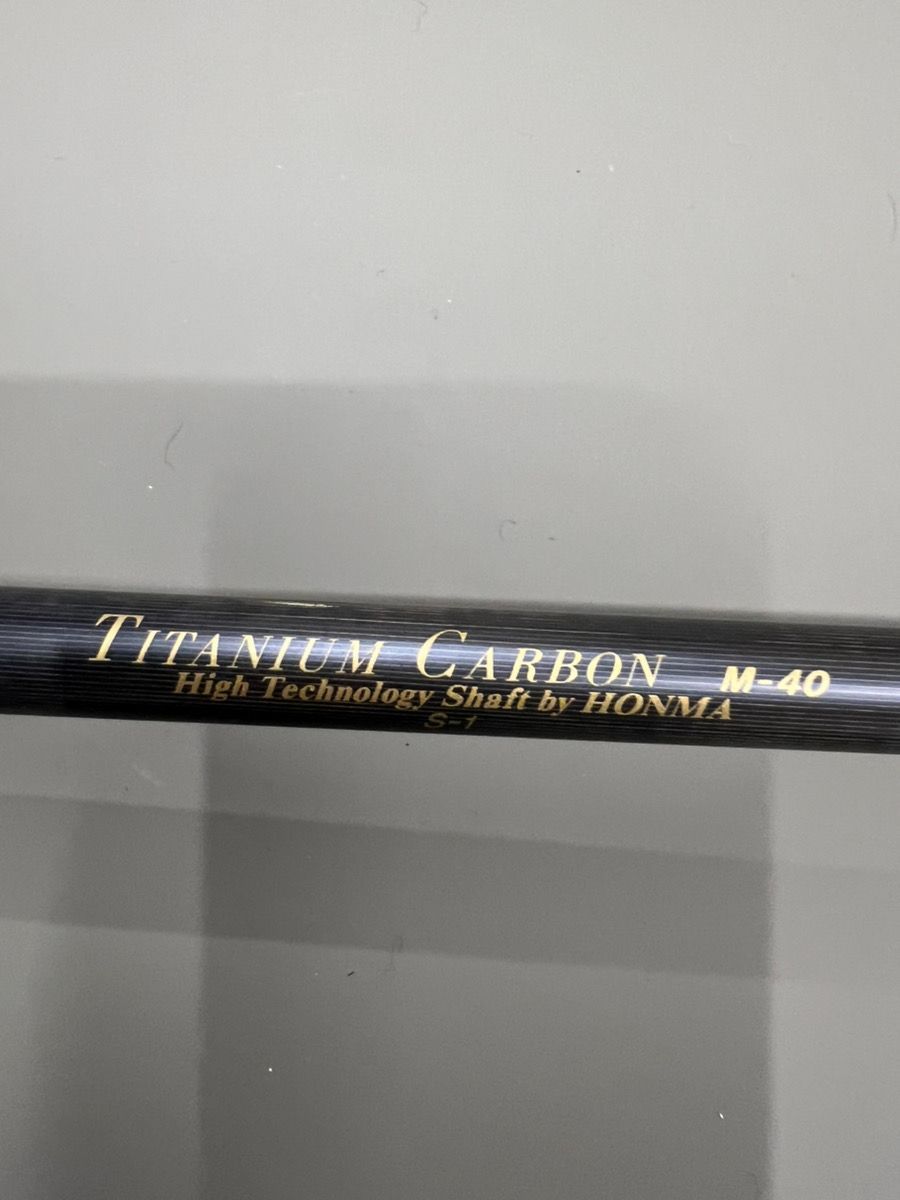 TITANIUM CARBON M-40
High Technology Shaft by HONMA
S-1